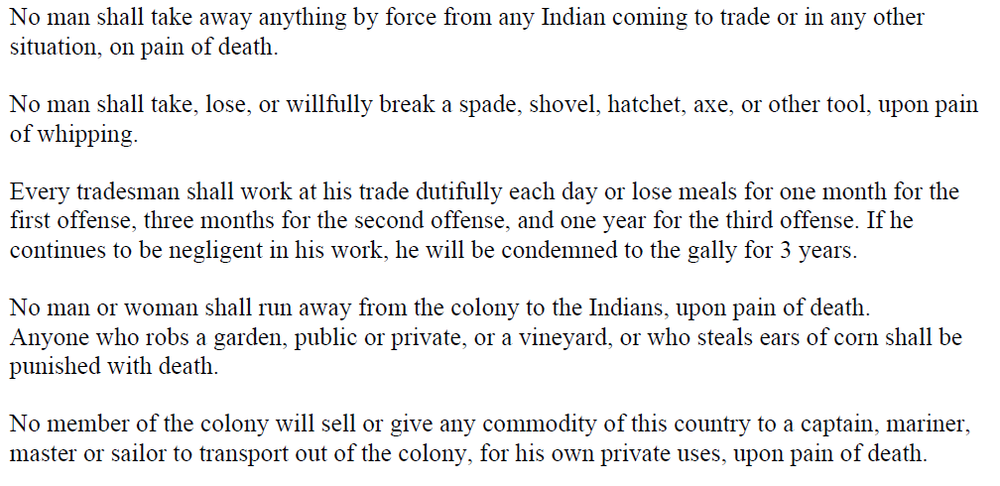 No man shall take away anything by force from any Indian coming to trade or in any other
situation, on pain of death.
No man shall take, lose, or willfully break a spade, shovel, hatchet, axe, or other tool, upon pain
of whipping.
Every tradesman shall work at his trade dutifully each day or lose meals for one month for the
first offense, three months for the second offense, and one year for the third offense. If he
continues to be negligent in his work, he will be condemned to the gally for 3 years.
No man or woman shall run away from the colony to the Indians, upon pain of death.
Anyone who robs a garden, public or private, or a vineyard, or who steals ears of corn shall be
punished with death.
No member of the colony will sell or give any commodity of this country to a captain, mariner,
master or sailor to transport out of the colony, for his own private uses, upon pain of death.